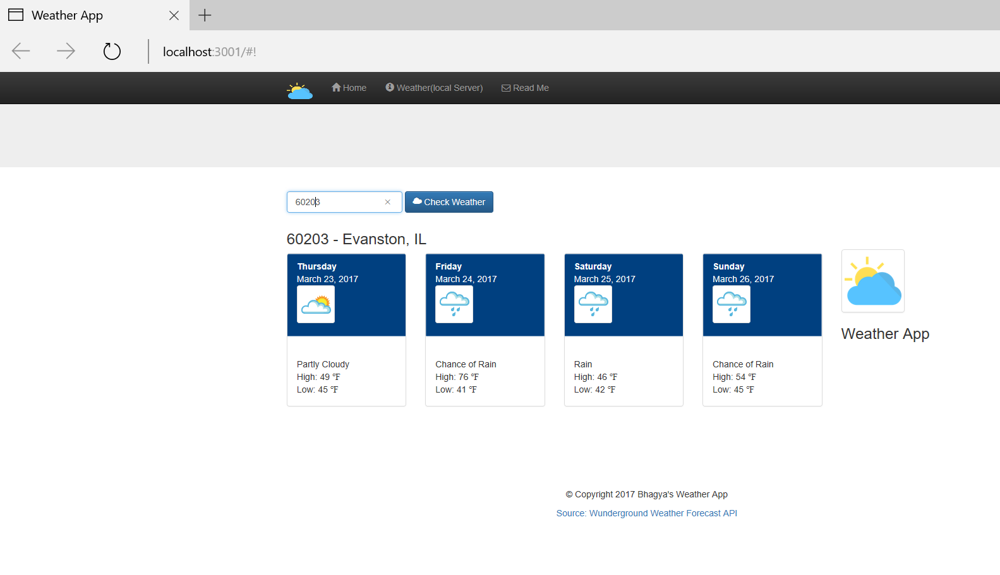 Weather App
localhost:3001/#!
Home Weather(local Server) Read Me
60203 Check Weather
60203 - Evanston, IL
Thursday
March 23, 2017
Partly Cloudy
High: 49 °F
Low: 45 °F
Friday
March 24, 2017
Chance of Rain
High: 76 °F
Low: 41 °F
Saturday
March 25, 2017
Rain
High: 46 °F
Low: 42 °F
Sunday
March 26, 2017
Chance of Rain
High: 54 °F
Low: 45 °F
Weather App
© Copyright 2017 Bhagya's Weather App
Source: Wunderground Weather Forecast API